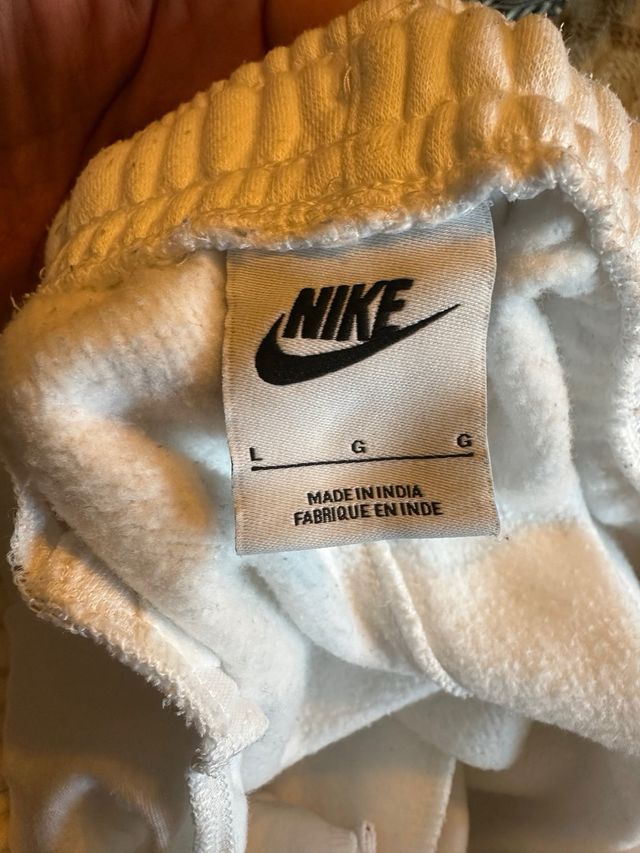 NIKE
L G G
MADE IN INDIA
FABRIQUE EN INDE